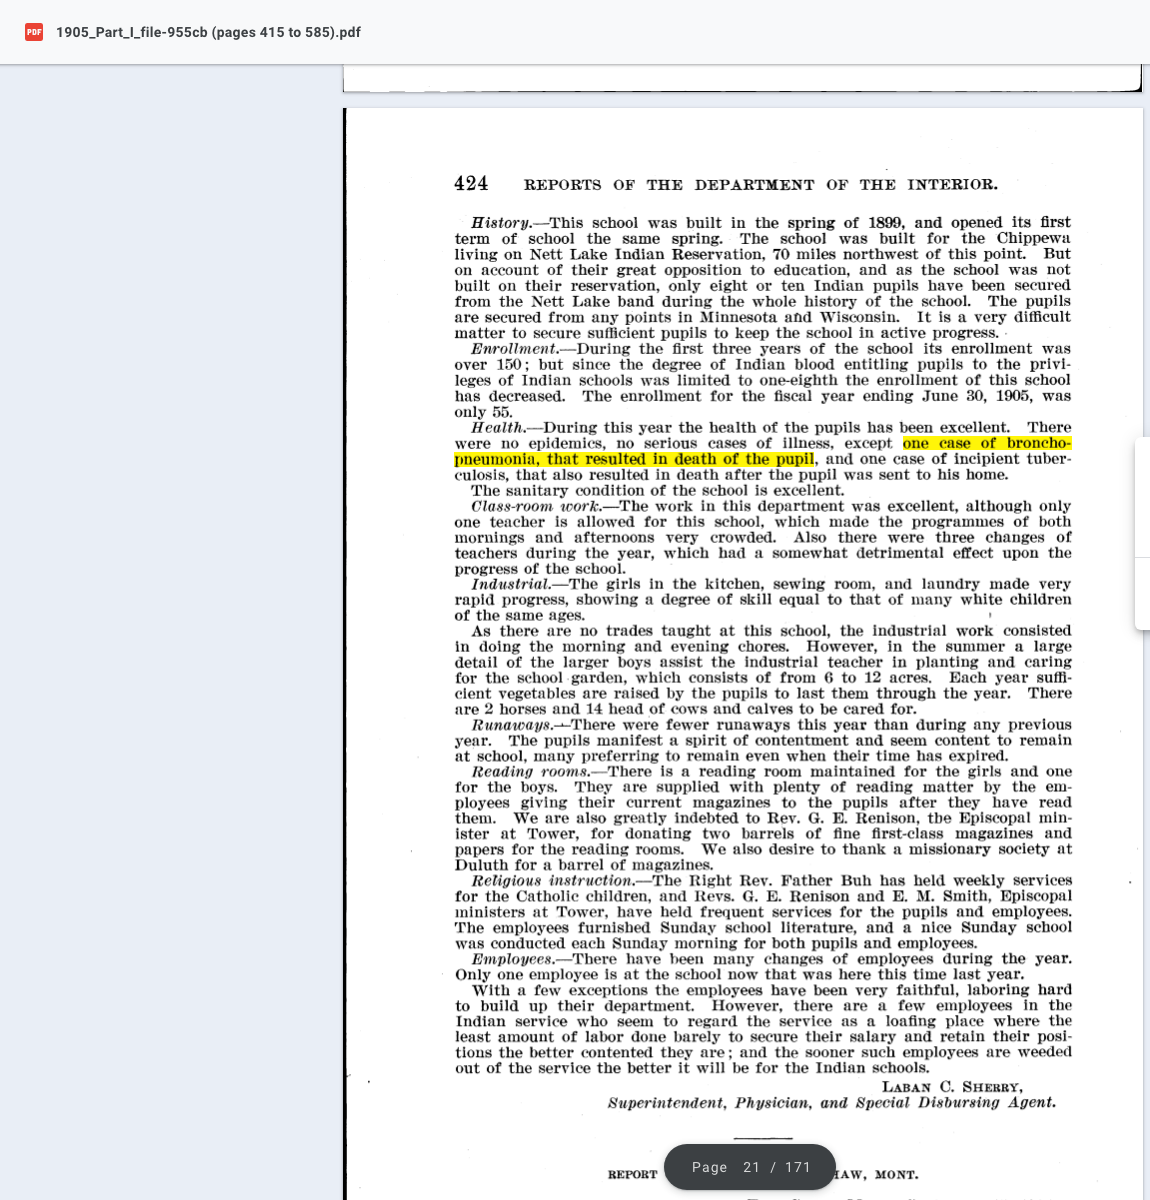 PDF
1905_Part_I_file-955cb (pages 415 to 585).pdf
424 REPORTS OF THE DEPARTMENT OF THE INTERIOR.
History.—This school was built in the spring of 1899, and opened its first
term of school the same spring. The school was built for the Chippewa
living on Nett Lake Indian Reservation, 70 miles northwest of this point. But
on account of their great opposition to education, and as the school was not
built on their reservation, only eight or ten Indian pupils have been secured
from the Nett Lake band during the whole history of the school. The pupils
are secured from any points in Minnesota and Wisconsin. It is a very difficult
matter to secure sufficient pupils to keep the school in active progress.
Enrollment.—During the first three years of the school its enrollment was
over 150; but since the degree of Indian blood entitling pupils to the privi-
leges of Indian schools was limited to one-eighth the enrollment of this school
has decreased. The enrollment for the fiscal year ending June 30, 1905, was
only 55.
Health.—During this year the health of the pupils has been excellent. There
were no epidemics, no serious cases of illness, except one case of broncho-
pneumonia, that resulted in death of the pupil, and one case of incipient tuber-
culosis, that also resulted in death after the pupil was sent to his home.
The sanitary condition of the school is excellent.
Class-room work.—The work in this department was excellent, although only
one teacher is allowed for this school, which made the programmes of both
mornings and afternoons very crowded. Also there were three changes of
teachers during the year, which had a somewhat detrimental effect upon the
progress of the school.
Industrial.—The girls in the kitchen, sewing room, and laundry made very
rapid progress, showing a degree of skill equal to that of many white children
of the same ages.
As there are no trades taught at this school, the industrial work consisted
in doing the morning and evening chores. However, in the summer a large
detail of the larger boys assist the industrial teacher in planting and caring
for the school garden, which consists of from 6 to 12 acres. Each year suffi-
cient vegetables are raised by the pupils to last them through the year. There
are 2 horses and 14 head of cows and calves to be cared for.
Runaways.—There were fewer runaways this year than during any previous
year. The pupils manifest a spirit of contentment and seem content to remain
at school, many preferring to remain even when their time has expired.
Reading rooms.—There is a reading room maintained for the girls and one
for the boys. They are supplied with plenty of reading matter by the em-
ployees giving their current magazines to the pupils after they have read
them. We are also greatly indebted to Rev. G. E. Renison, the Episcopal min-
ister at Tower, for donating two barrels of fine first-class magazines and
papers for the reading rooms. We also desire to thank a missionary society at
Duluth for a barrel of magazines.
Religious instruction.—The Right Rev. Father Buh has held weekly services
for the Catholic children, and Revs. G. E. Renison and E. M. Smith, Episcopal
ministers at Tower, have held frequent services for the pupils and employees.
The employees furnished Sunday school literature, and a nice Sunday school
was conducted each Sunday morning for both pupils and employees.
Employees.—There have been many changes of employees during the year.
Only one employee is at the school now that was here this time last year.
With a few exceptions the employees have been very faithful, laboring hard
to build up their department. However, there are a few employees in the
Indian service who seem to regard the service as a loafing place where the
least amount of labor done barely to secure their salary and retain their posi-
tions the better contented they are; and the sooner such employees are weeded
out of the service the better it will be for the Indian schools.
LABAN C. SHERRY,
Superintendent, Physician, and Special Disbursing Agent.
REPORT HAW, MONT.
Page 21 / 171